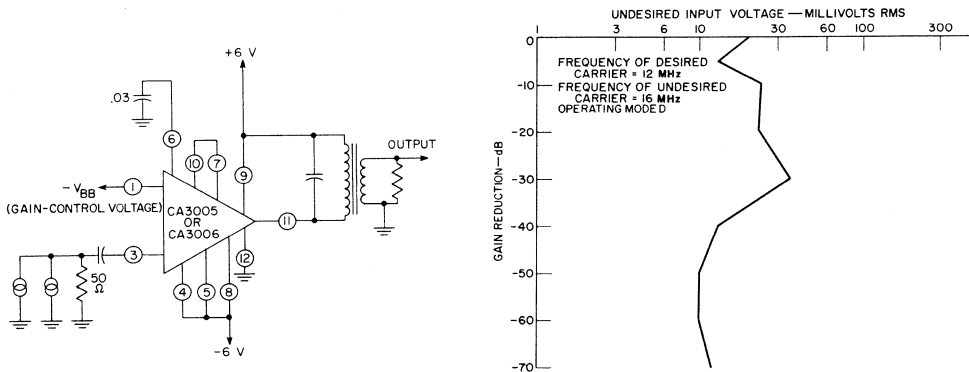 +6 V
.03
6
10
7
9
OUTPUT
-VBB
1
(GAIN-CONTROL VOLTAGE)
CA3005
OR
CA3006
11
12
3
50
Ω
4
5
8
-6 V
UNDESIRED INPUT VOLTAGE — MILLIVOLTS RMS
1 3 6 10 30 60 100 300
0
-10
-20
-30
-40
-50
-60
-70
GAIN REDUCTION—dB
FREQUENCY OF DESIRED
CARRIER = 12 MHz
FREQUENCY OF UNDESIRED
CARRIER = 16 MHz
OPERATING MODED